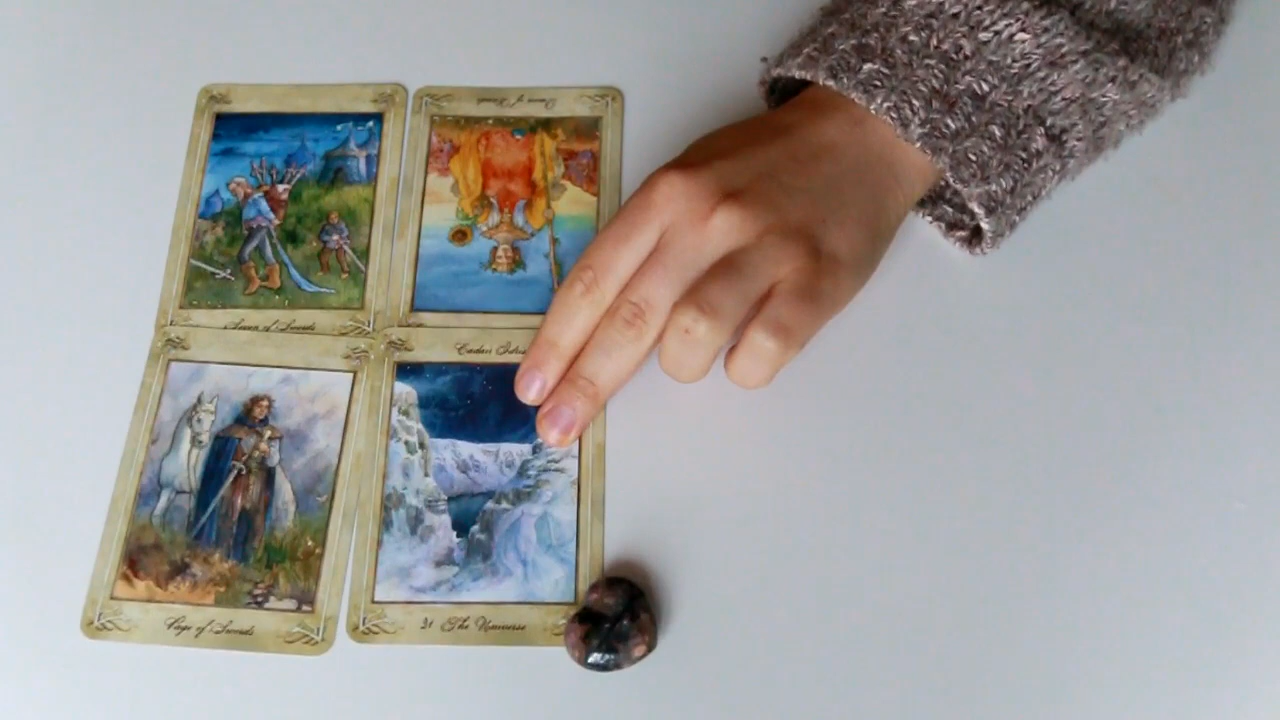 Queen of Wands
Seven of Swords
Page of Swords
21 The Universe